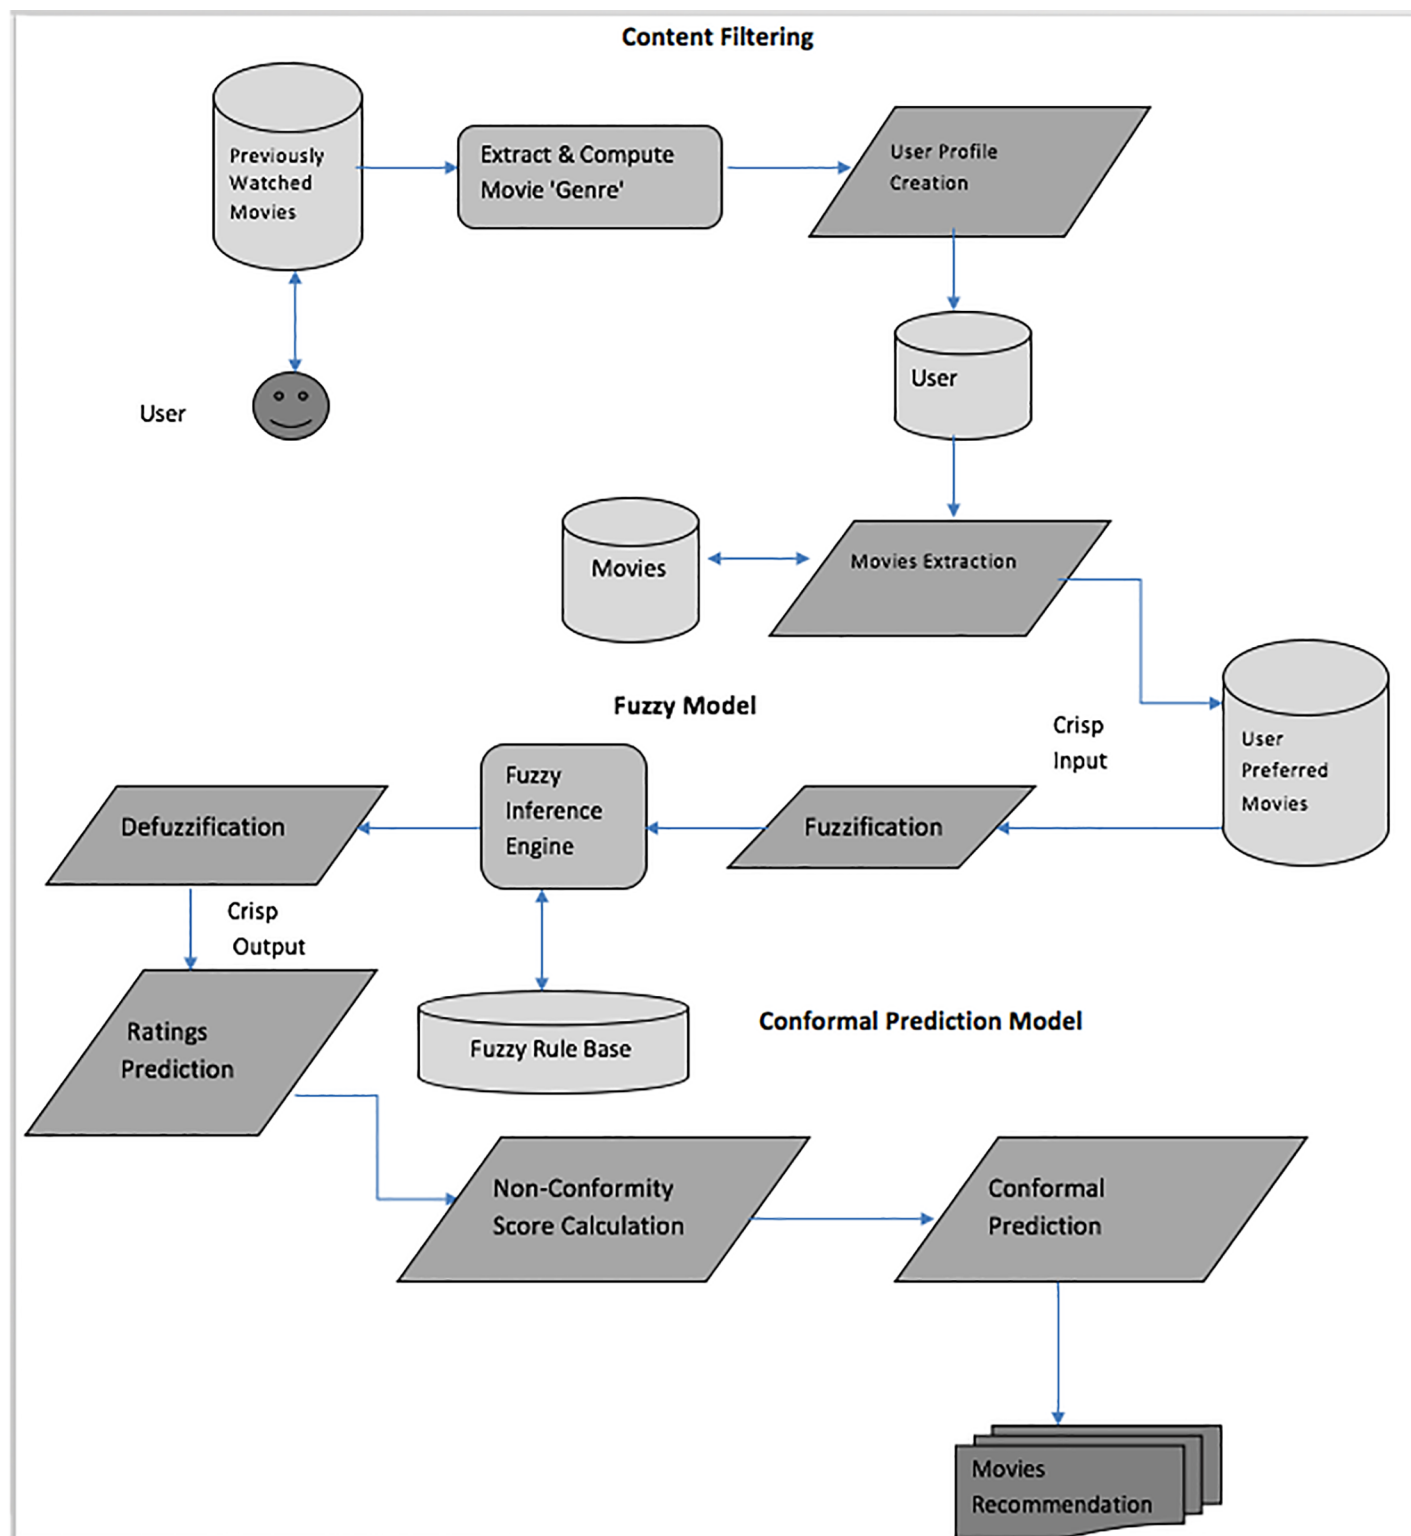 Content Filtering
Previously
Watched
Movies
Extract & Compute
Movie 'Genre'
User Profile
Creation
User
User
Movies
Movies Extraction
Fuzzy Model
Crisp
Input
User
Preferred
Movies
Fuzzification
Fuzzy
Inference
Engine
Defuzzification
Crisp
Output
Ratings
Prediction
Fuzzy Rule Base
Conformal Prediction Model
Non-Conformity
Score Calculation
Conformal
Prediction
Movies
Recommendation